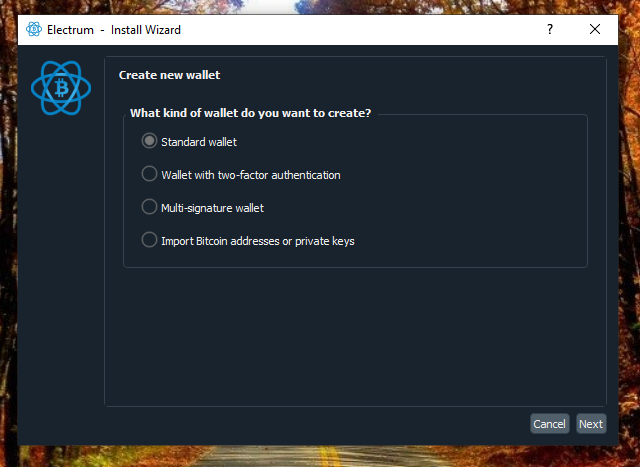 Electrum - Install Wizard
?
Create new wallet
What kind of wallet do you want to create?
Standard wallet
Wallet with two-factor authentication
Multi-signature wallet
Import Bitcoin addresses or private keys
Cancel Next